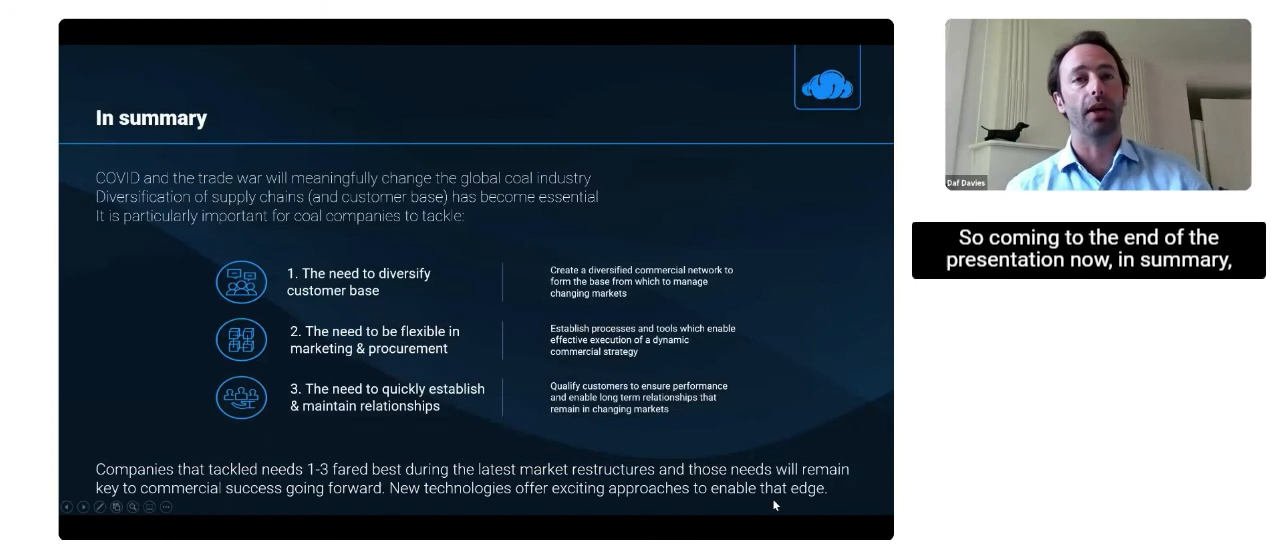 In summary
COVID and the trade war will meaningfully change the global coal industry
Diversification of supply chains (and customer base) has become essential
It is particularly important for coal companies to tackle:
1. The need to diversify
customer base
Create a diversified commercial network to
form the base from which to manage
changing markets
2. The need to be flexible in
marketing & procurement
Establish processes and tools which enable
effective execution of a dynamic
commercial strategy
3. The need to quickly establish
& maintain relationships
Qualify customers to ensure performance
and enable long term relationships that
remain in changing markets
Companies that tackled needs 1-3 fared best during the latest market restructures and those needs will remain
key to commercial success going forward. New technologies offer exciting approaches to enable that edge.
Daf Davies
So coming to the end of the
presentation now, in summary,